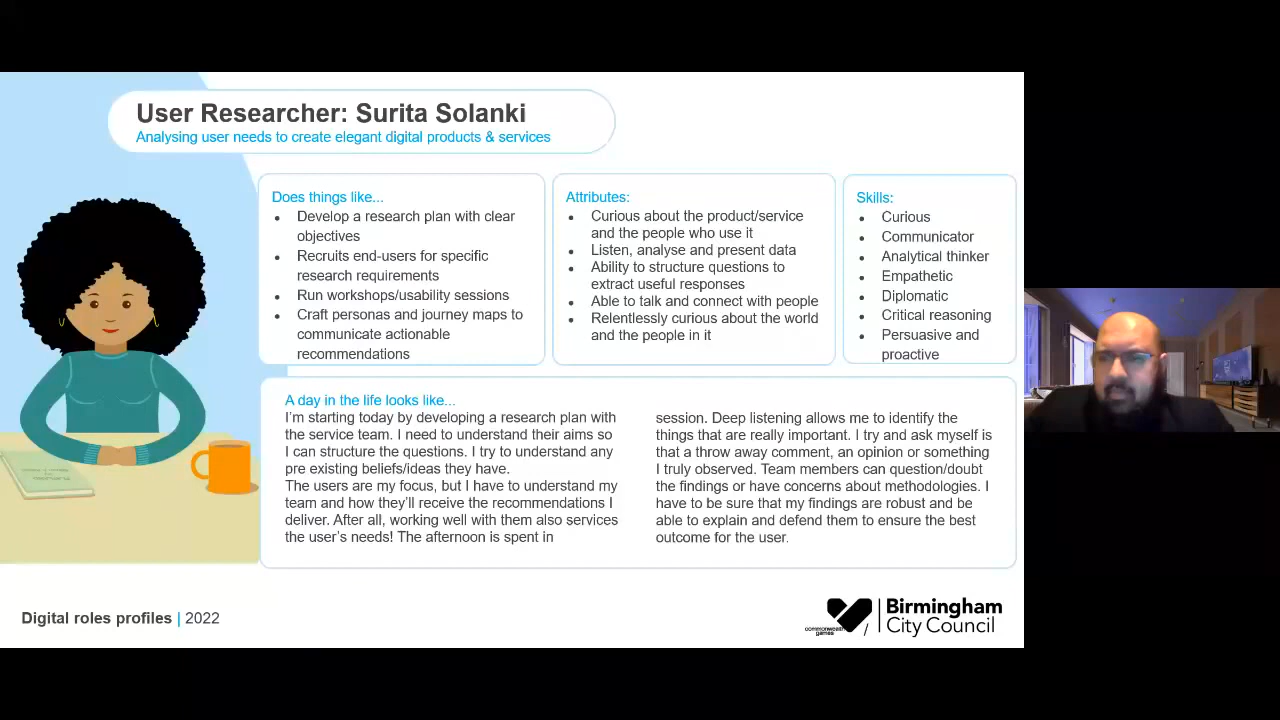 User Researcher: Surita Solanki
Analysing user needs to create elegant digital products & services
Does things like...
• Develop a research plan with clear
objectives
• Recruits end-users for specific
research requirements
• Run workshops/usability sessions
• Craft personas and journey maps to
communicate actionable
recommendations
Attributes:
• Curious about the product/service
and the people who use it
• Listen, analyse and present data
• Ability to structure questions to
extract useful responses
• Able to talk and connect with people
• Relentlessly curious about the world
and the people in it
Skills:
• Curious
• Communicator
• Analytical thinker
• Empathetic
• Diplomatic
• Critical reasoning
• Persuasive and
proactive
A day in the life looks like...
I'm starting today by developing a research plan with
the service team. I need to understand their aims so
I can structure the questions. I try to understand any
pre existing beliefs/ideas they have.
The users are my focus, but I have to understand my
team and how they'll receive the recommendations I
deliver. After all, working well with them also services
the user's needs! The afternoon is spent in
session. Deep listening allows me to identify the
things that are really important. I try and ask myself is
that a throw away comment, an opinion or something
I truly observed. Team members can question/doubt
the findings or have concerns about methodologies. I
have to be sure that my findings are robust and be
able to explain and defend them to ensure the best
outcome for the user.
Digital roles profiles | 2022
commonwealth
games
/
Birmingham
City Council